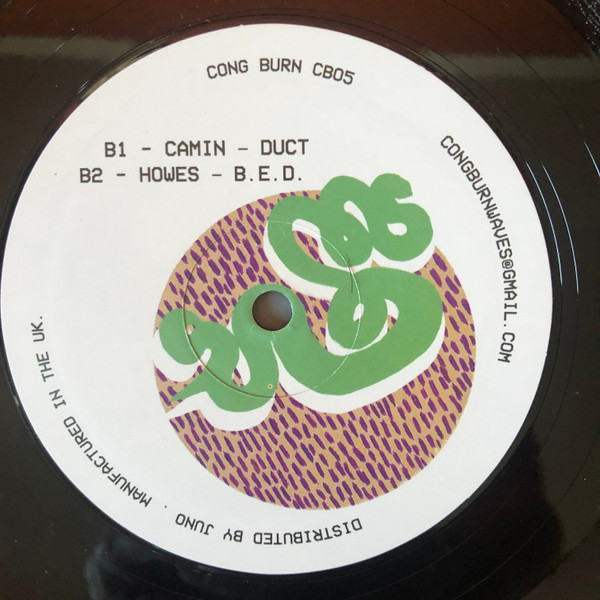 CONG BURN CB05
B1 - CAMIN - DUCT
B2 - HOWES - B.E.D.
CONGBURNWAVES@GMAIL.COM
DISTRIBUTED BY JUNO . MANUFACTURED IN THE UK.